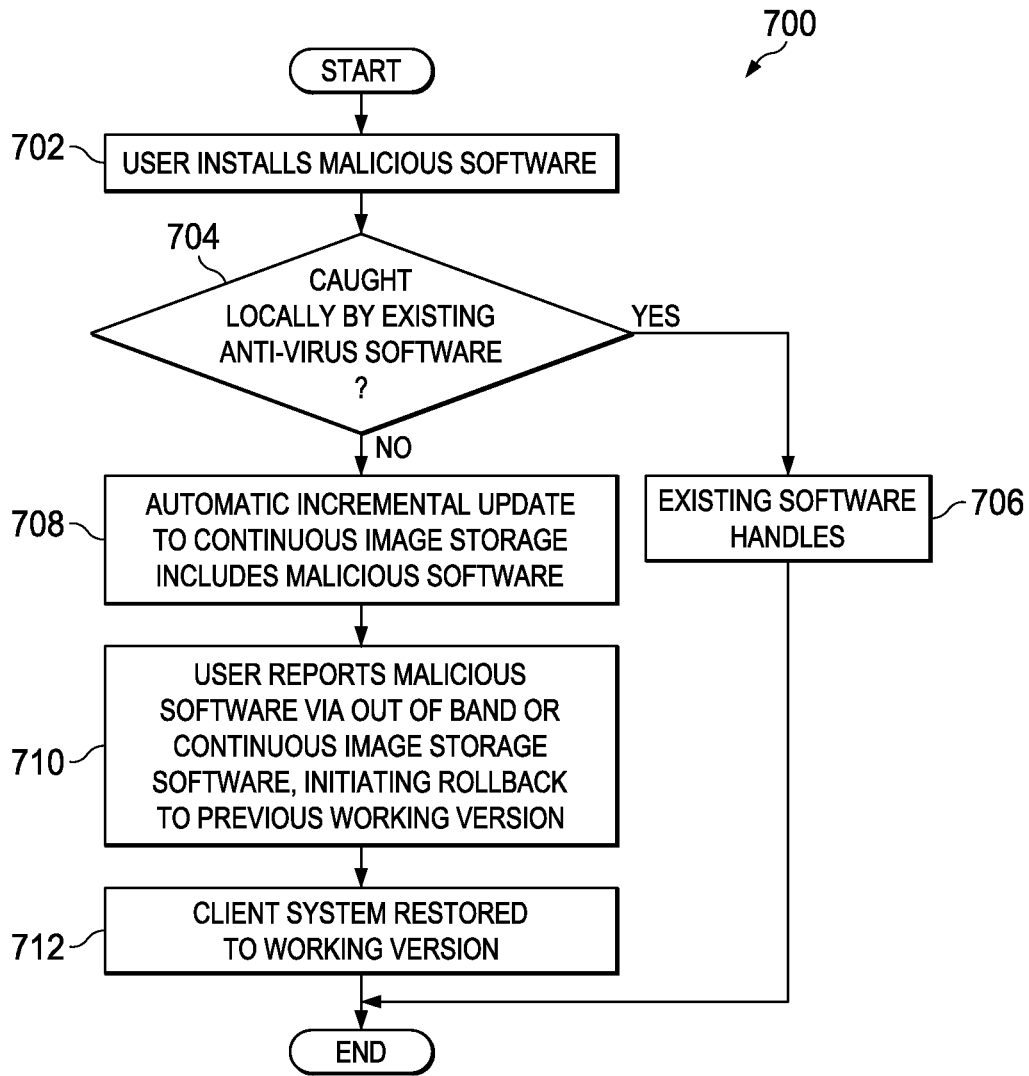 700
START
702
USER INSTALLS MALICIOUS SOFTWARE
704
CAUGHT
LOCALLY BY EXISTING
ANTI-VIRUS SOFTWARE
?
YES
NO
708
AUTOMATIC INCREMENTAL UPDATE
TO CONTINUOUS IMAGE STORAGE
INCLUDES MALICIOUS SOFTWARE
EXISTING SOFTWARE
HANDLES
706
710
USER REPORTS MALICIOUS
SOFTWARE VIA OUT OF BAND OR
CONTINUOUS IMAGE STORAGE
SOFTWARE, INITIATING ROLLBACK
TO PREVIOUS WORKING VERSION
712
CLIENT SYSTEM RESTORED
TO WORKING VERSION
END